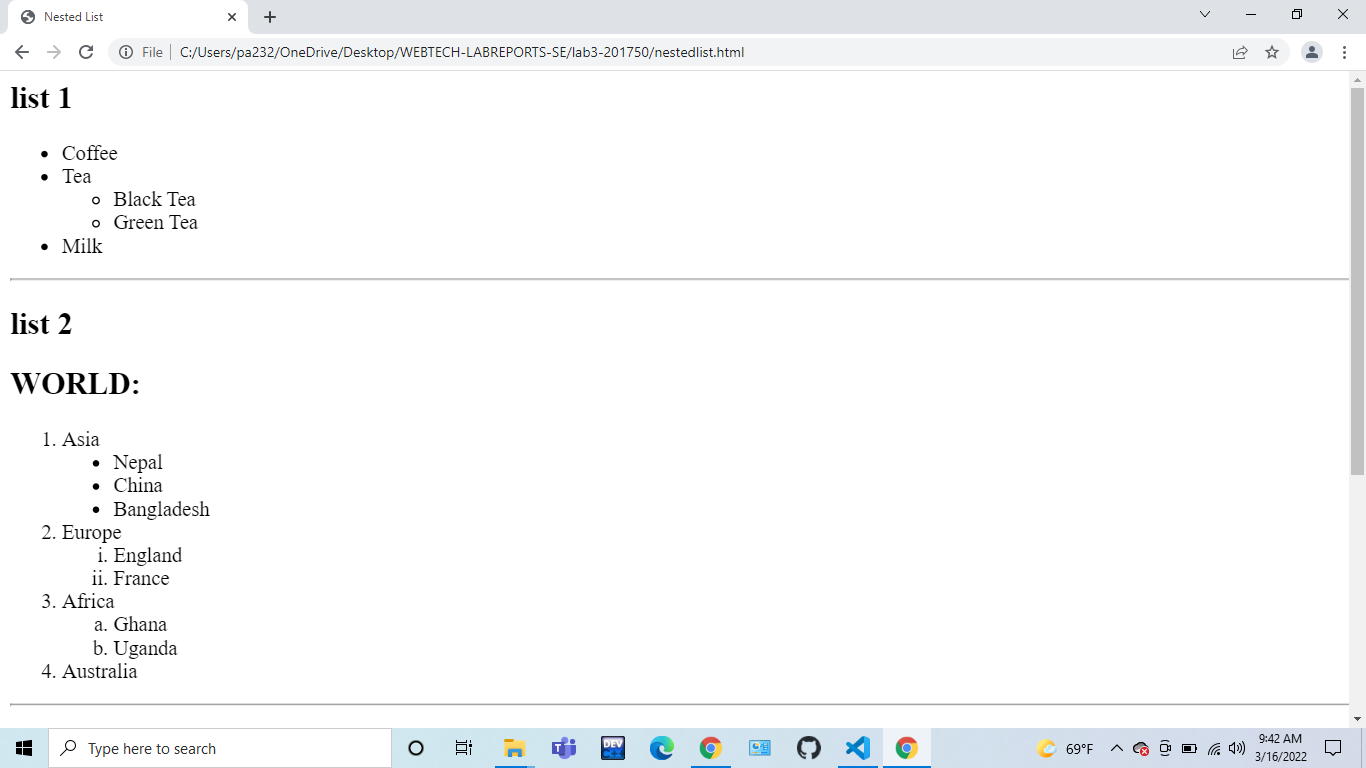 Nested List
File
C:/Users/pa232/OneDrive/Desktop/WEBTECH-LABREPORTS-SE/lab3-201750/nestedlist.html
list 1
• Coffee
• Tea
◦ Black Tea
◦ Green Tea
• Milk
list 2
WORLD:
1. Asia
• Nepal
• China
• Bangladesh
2. Europe
i. England
ii. France
3. Africa
a. Ghana
b. Uganda
4. Australia
Type here to search
DEV
69°F
9:42 AM
3/16/2022